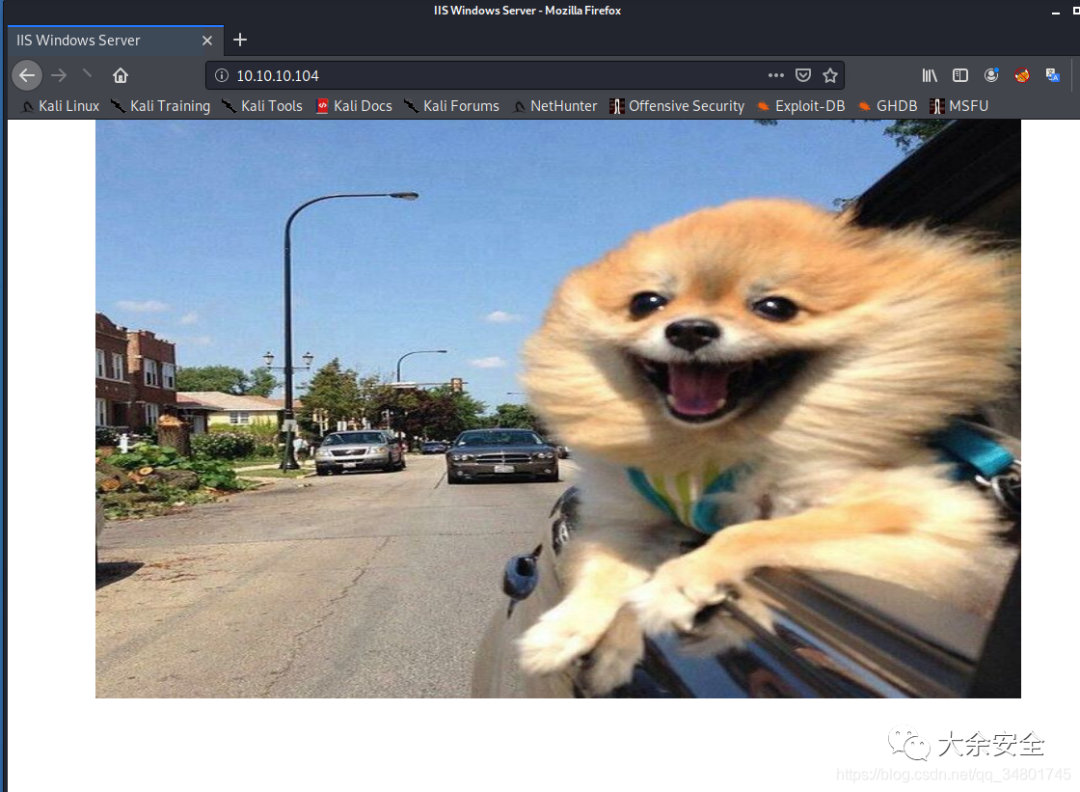 IIS Windows Server - Mozilla Firefox
IIS Windows Server
10.10.10.104
Kali Linux Kali Training Kali Tools Kali Docs Kali Forums NetHunter Offensive Security Exploit-DB GHDB MSFU
大余安全
https://blog.csdn.net/qq_34801745